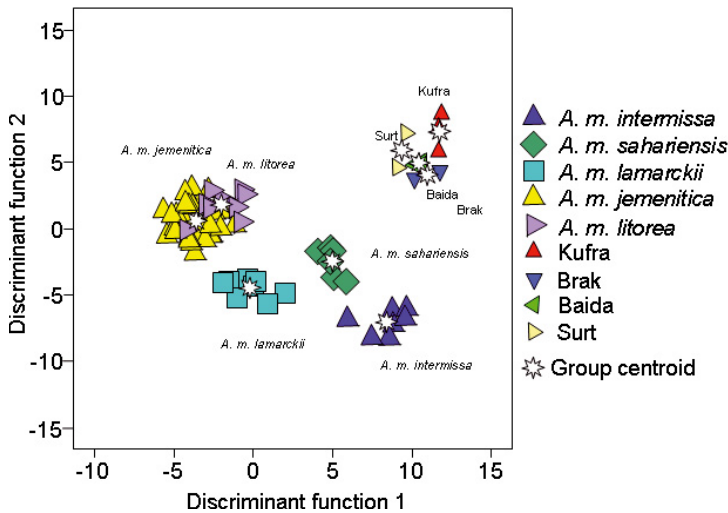 15
10
5
0
-5
-10
-15
Discriminant function 2
-10
-5
0
5
10
15
Discriminant function 1
Kufra
Surt
Baida
Brak
A. m. jemenitica
A. m. litorea
A. m. sahariensis
A. m. lamarckii
A. m. intermissa
A. m. intermissa
A. m. sahariensis
A. m. lamarckii
A. m. jemenitica
A. m. litorea
Kufra
Brak
Baida
Surt
Group centroid